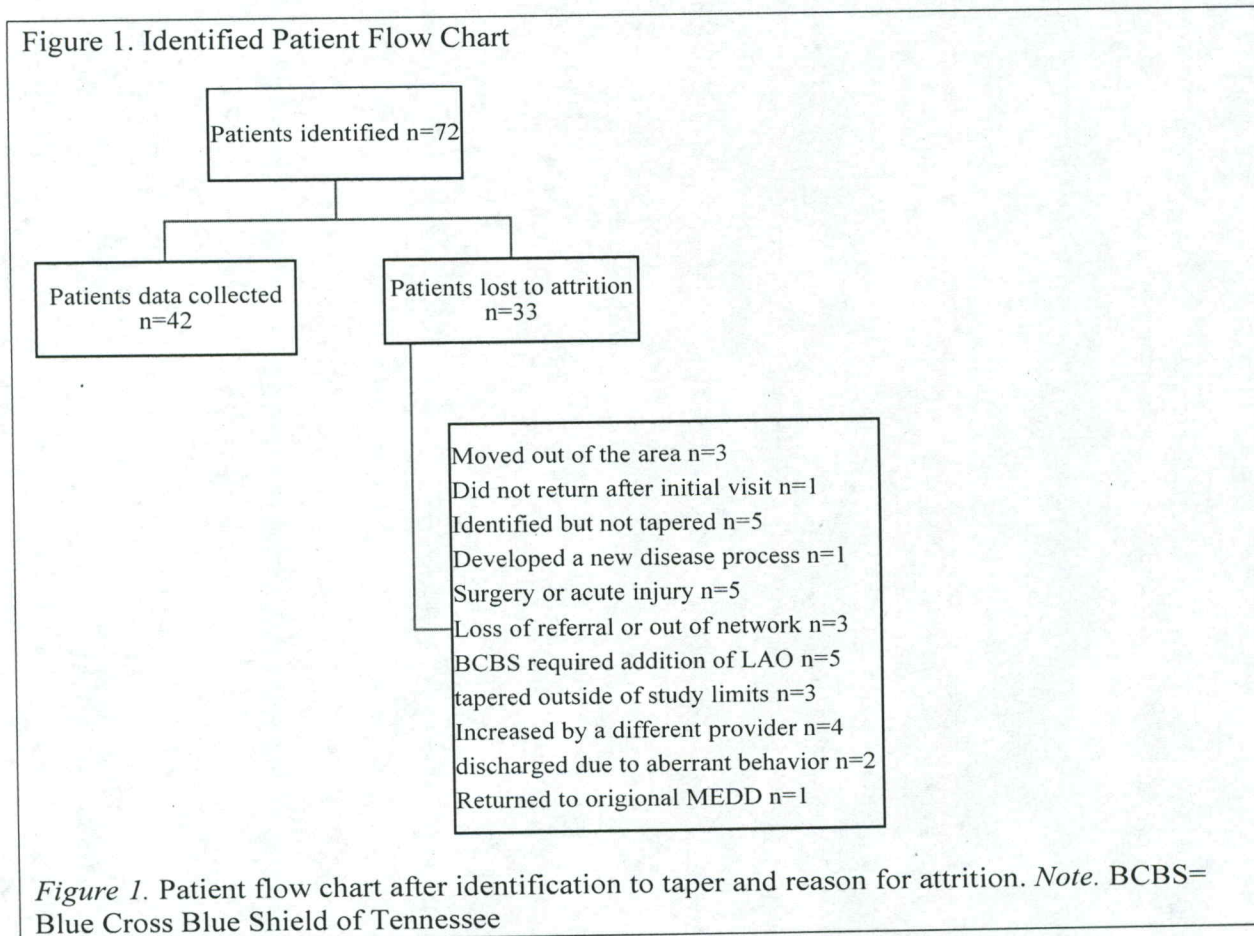 Figure 1. Identified Patient Flow Chart
Patients identified n=72
Patients data collected
n=42
Patients lost to attrition
n=33
Moved out of the area n=3
Did not return after initial visit n=1
Identified but not tapered n=5
Developed a new disease process n=1
Surgery or acute injury n=5
Loss of referral or out of network n=3
BCBS required addition of LAO n=5
tapered outside of study limits n=3
Increased by a different provider n=4
discharged due to aberrant behavior n=2
Returned to origional MEDD n=1
Figure 1. Patient flow chart after identification to taper and reason for attrition. Note. BCBS=
Blue Cross Blue Shield of Tennessee